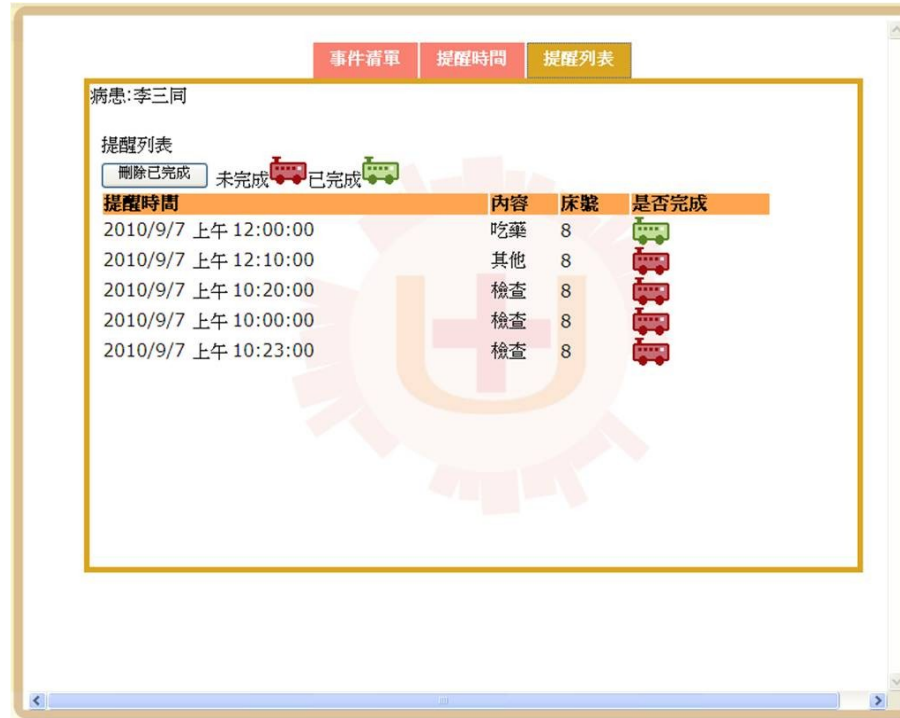 事件清單 提醒時間 提醒列表
病患:李三同
提醒列表
刪除已完成 未完成 已完成
提醒時間 內容 床號 是否完成
2010/9/7 上午 12:00:00 吃藥 8
2010/9/7 上午 12:10:00 其他 8
2010/9/7 上午 10:20:00 檢查 8
2010/9/7 上午 10:00:00 檢查 8
2010/9/7 上午 10:23:00 檢查 8